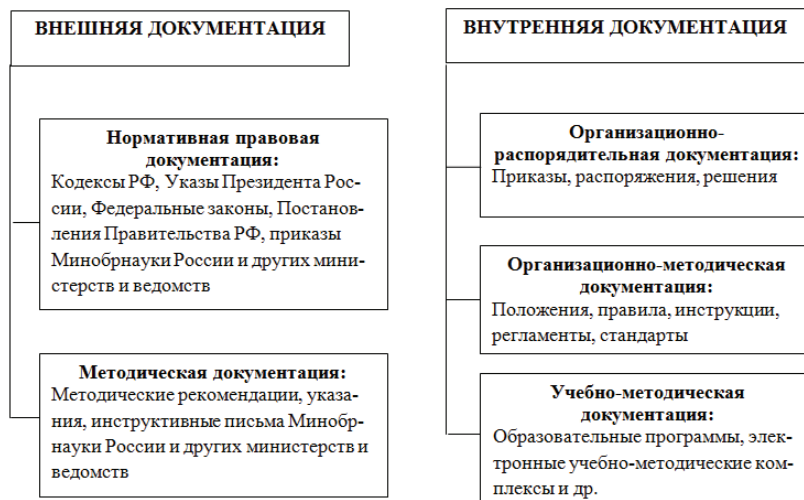 ВНЕШНЯЯ ДОКУМЕНТАЦИЯ
Нормативная правовая
документация:
Кодексы РФ, Указы Президента Рос-
сии, Федеральные законы, Постанов-
ления Правительства РФ, приказы
Минобрнауки России и других мини-
стерств и ведомств
Методическая документация:
Методические рекомендации, указа-
ния, инструктивные письма Минобр-
науки России и других министерств и
ведомств
ВНУТРЕННЯЯ ДОКУМЕНТАЦИЯ
Организационно-
распорядительная документация:
Приказы, распоряжения, решения
Организационно-методическая
документация:
Положения, правила, инструкции,
регламенты, стандарты
Учебно-методическая
документация:
Образовательные программы, элек-
тронные учебно-методические ком-
плексы и др.